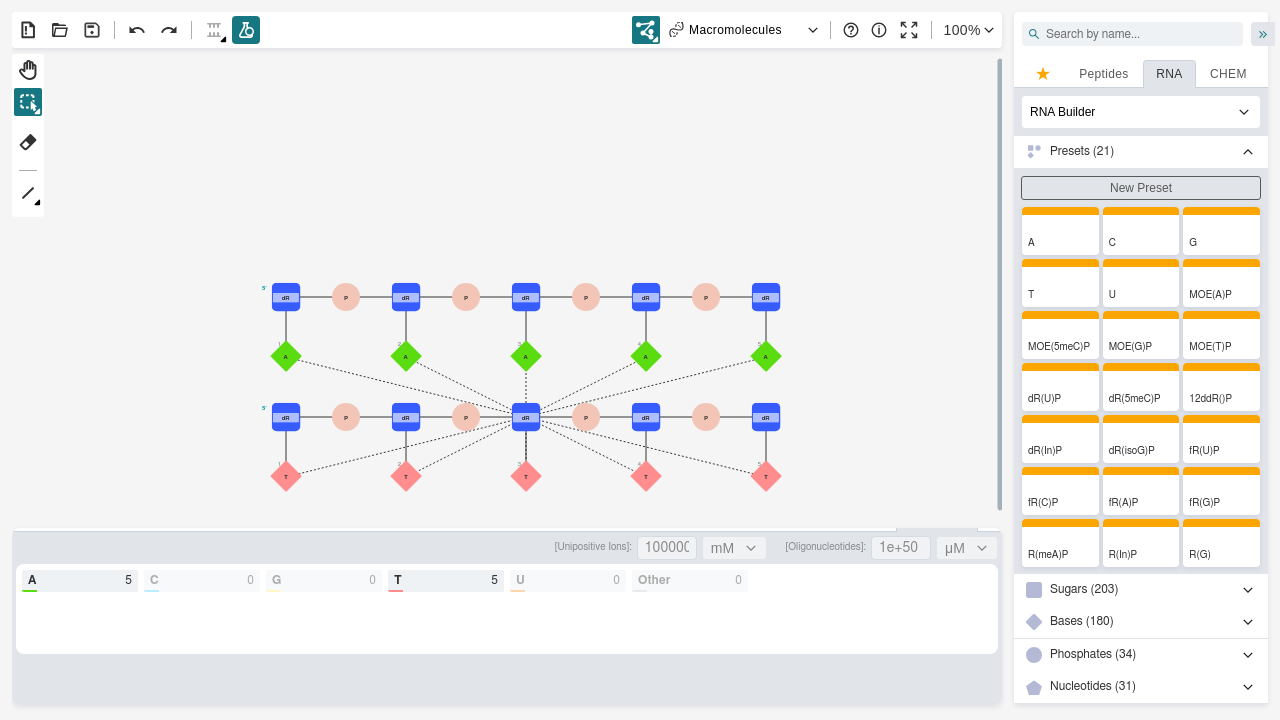 Macromolecules
100%
Search by name...
Peptides
RNA
CHEM
RNA Builder
Presets (21)
New Preset
A
C
G
T
U
MOE(A)P
MOE(5meC)P
MOE(G)P
MOE(T)P
dR(U)P
dR(5meC)P
12ddR()P
dR(In)P
dR(isoG)P
fR(U)P
fR(C)P
fR(A)P
fR(G)P
R(meA)P
R(In)P
R(G)
Sugars (203)
Bases (180)
Phosphates (34)
Nucleotides (31)
5'
dR P dR P dR P dR P dR
1 2 3 4 5
A A A A A
5'
dR P dR P dR P dR P dR
1 2 3 4 5
T T T T T
[Unipositive Ions]: 100000 mM [Oligonucleotides]: 1e+50 μM
A 5 C 0 G 0 T 5 U 0 Other 0